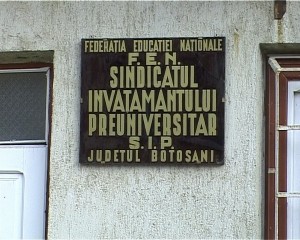 FEDERATIA EDUCATIEI NATIONALE
F.E.N.
SINDICATUL
INVATAMANTULUI
PREUNIVERSITAR
S.I.P.
JUDETUL BOTOSANI